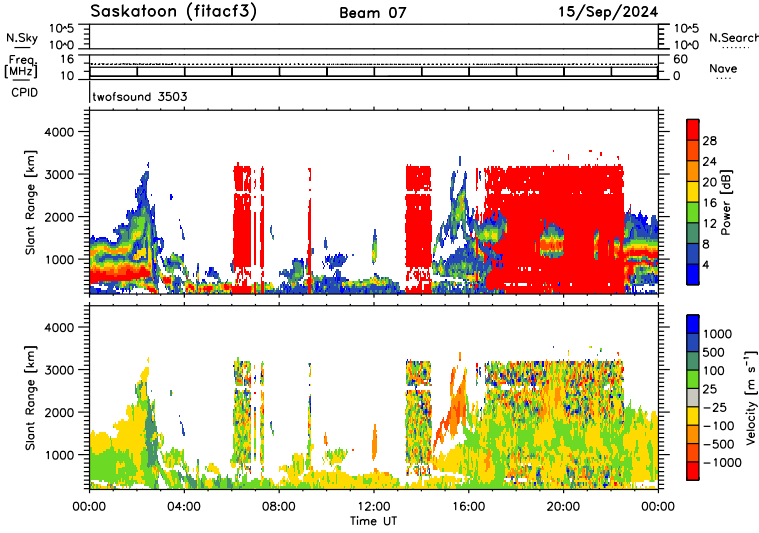 Saskatoon (fitacf3) Beam 07 15/Sep/2024
10^5 10^5
N.Sky N.Search
10^0 10^0
16 60
Freq. [MHz] Nave
10 0
CPID
twofsound 3503
4000
3000
2000
1000
Slant Range [km]
28
24
20
16
12
8
4
Power [dB]
4000
3000
2000
1000
Slant Range [km]
1000
500
100
25
−25
−100
−500
−1000
Velocity [m s⁻¹]
00:00 04:00 08:00 12:00 16:00 20:00 00:00
Time UT